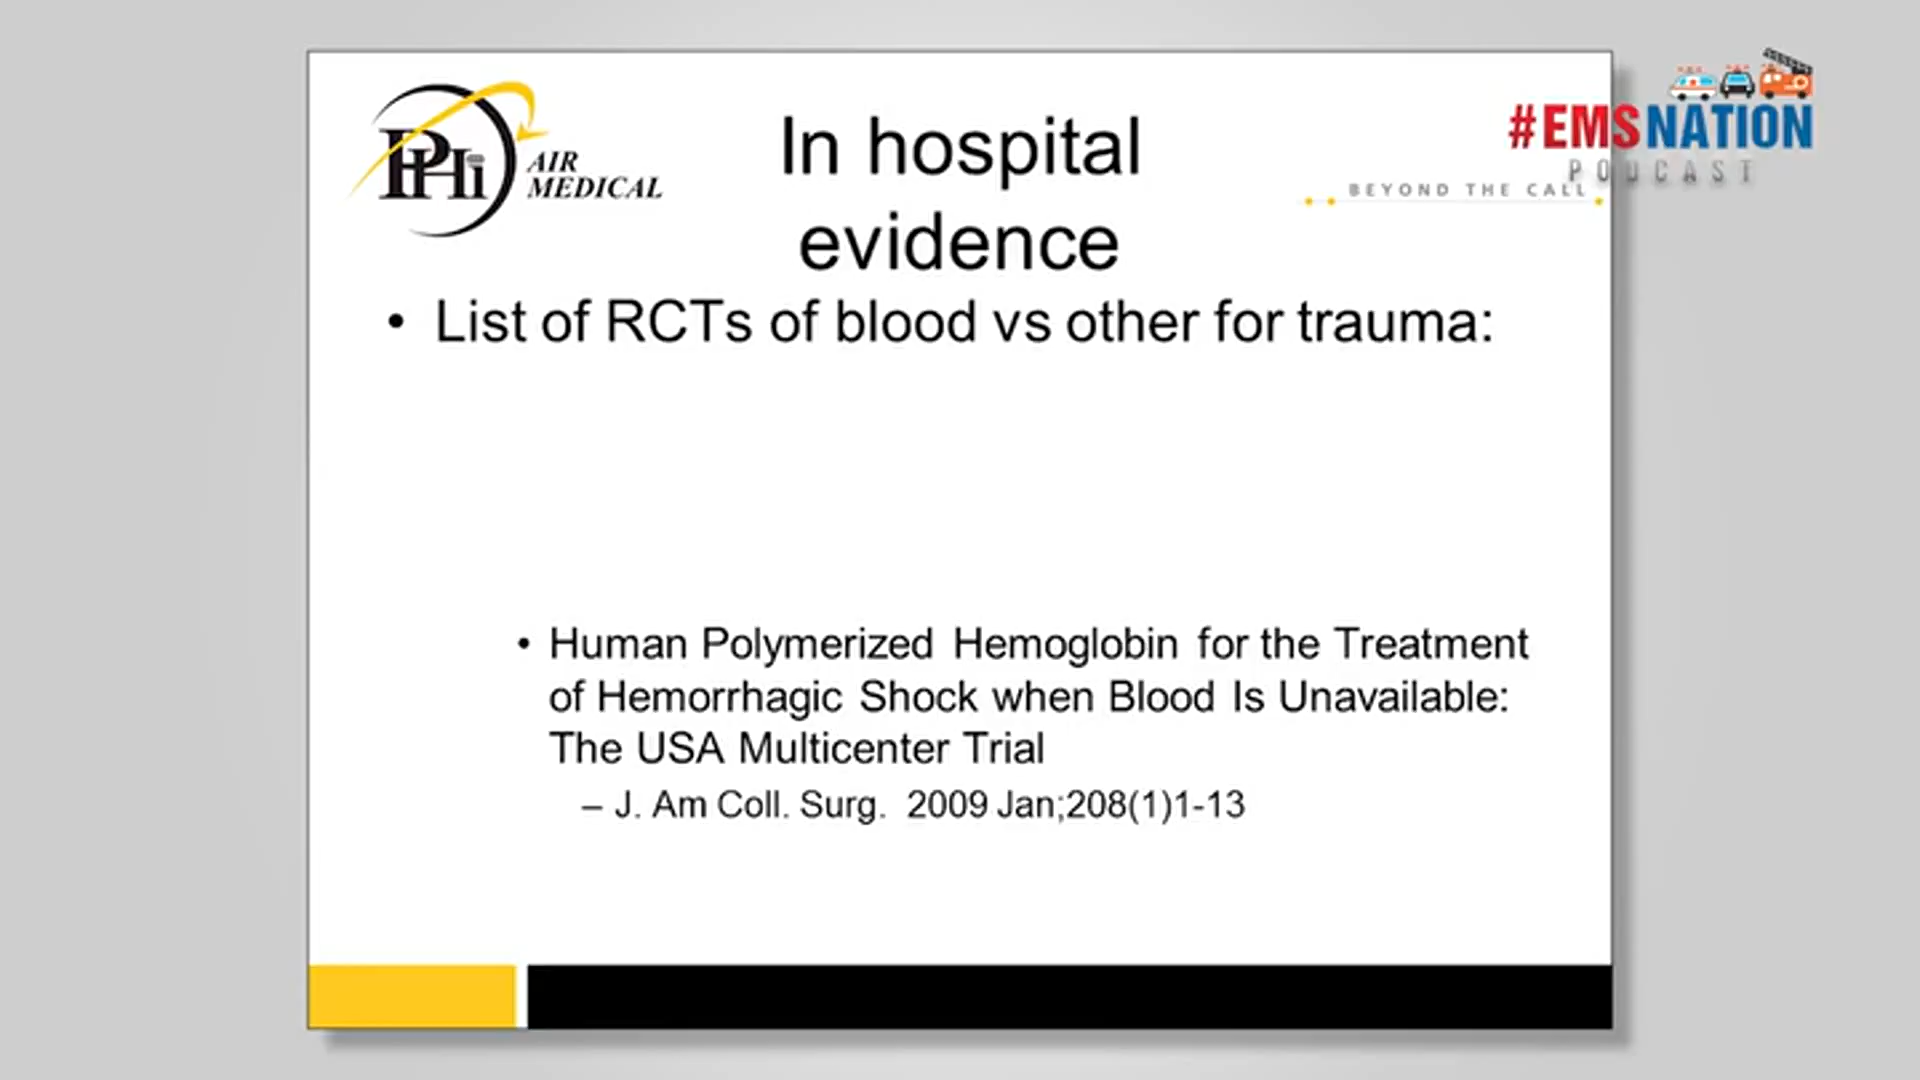 PHi AIR
MEDICAL
In hospital
evidence
#EMSNATION
PODCAST
BEYOND THE CALL
• List of RCTs of blood vs other for trauma:
• Human Polymerized Hemoglobin for the Treatment
of Hemorrhagic Shock when Blood Is Unavailable:
The USA Multicenter Trial
– J. Am Coll. Surg. 2009 Jan;208(1)1-13